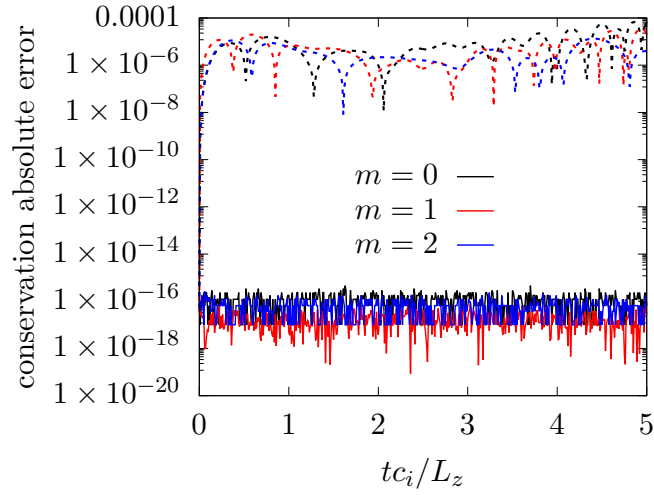 conservation absolute error
0.0001
1 × 10⁻⁶
1 × 10⁻⁸
1 × 10⁻¹⁰
1 × 10⁻¹²
1 × 10⁻¹⁴
1 × 10⁻¹⁶
1 × 10⁻¹⁸
1 × 10⁻²⁰
m = 0
m = 1
m = 2
0 1 2 3 4 5
tcᵢ/L_z